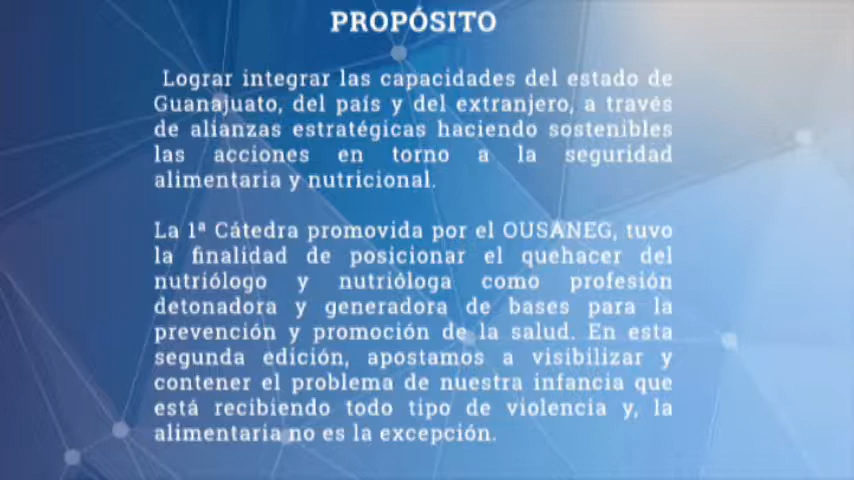 PROPÓSITO
Lograr integrar las capacidades del estado de
Guanajuato, del país y del extranjero, a través
de alianzas estratégicas haciendo sostenibles
las acciones en torno a la seguridad
alimentaria y nutricional.
La 1ª Cátedra promovida por el OUSANEG, tuvo
la finalidad de posicionar el quehacer del
nutriólogo y nutriòloga como profesión
detonadora y generadora de bases para la
prevención y promoción de la salud. En esta
segunda edición, apostamos a visibilizar y
contener el problema de nuestra infancia que
está recibiendo todo tipo de violencia y, la
alimentaria no es la excepción.